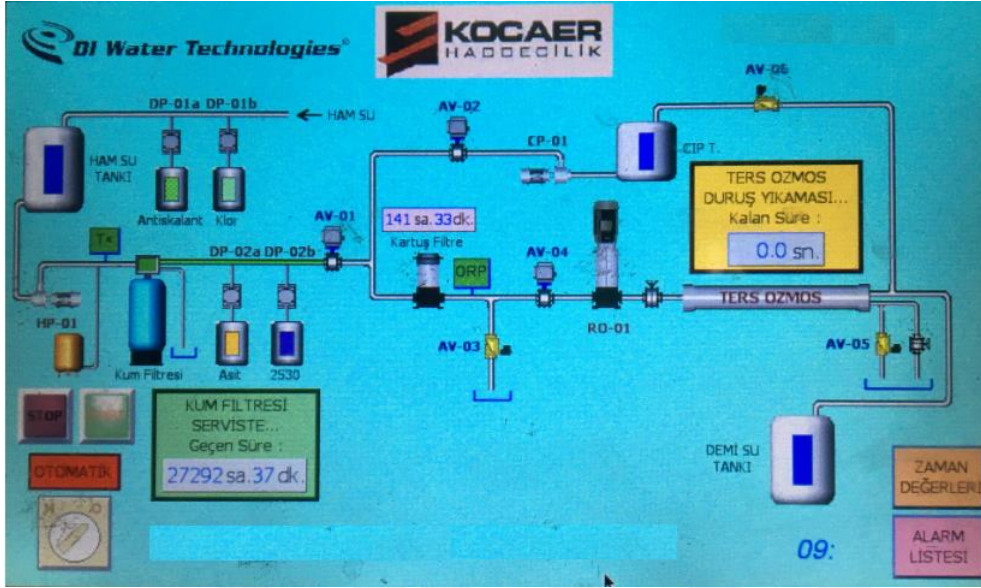 DI Water Technologies®
KOCAER
HADDECİLİK
AV-06
DP-01a DP-01b
← HAM SU
AV-02
CP-01
CIP T.
HAM SU
TANKI
Antiskalant Klor
TERS OZMOS
DURUŞ YIKAMASI...
Kalan Süre :
0.0 sn.
AV-01
141 sa.33dk.
Kartuş Filtre
DP-02a DP-02b
ORP
AV-04
TERS OZMOS
HP-01
RO-01
AV-03
AV-05
Kum Filtresi Asit 2530
STOP
KUM FİLTRESİ
SERVİSTE...
Geçen Süre :
27292 sa.37 dk.
OTOMATİK
DEMİ SU
TANKI
ZAMAN
DEĞERLERİ
ALARM
LİSTESİ
09: